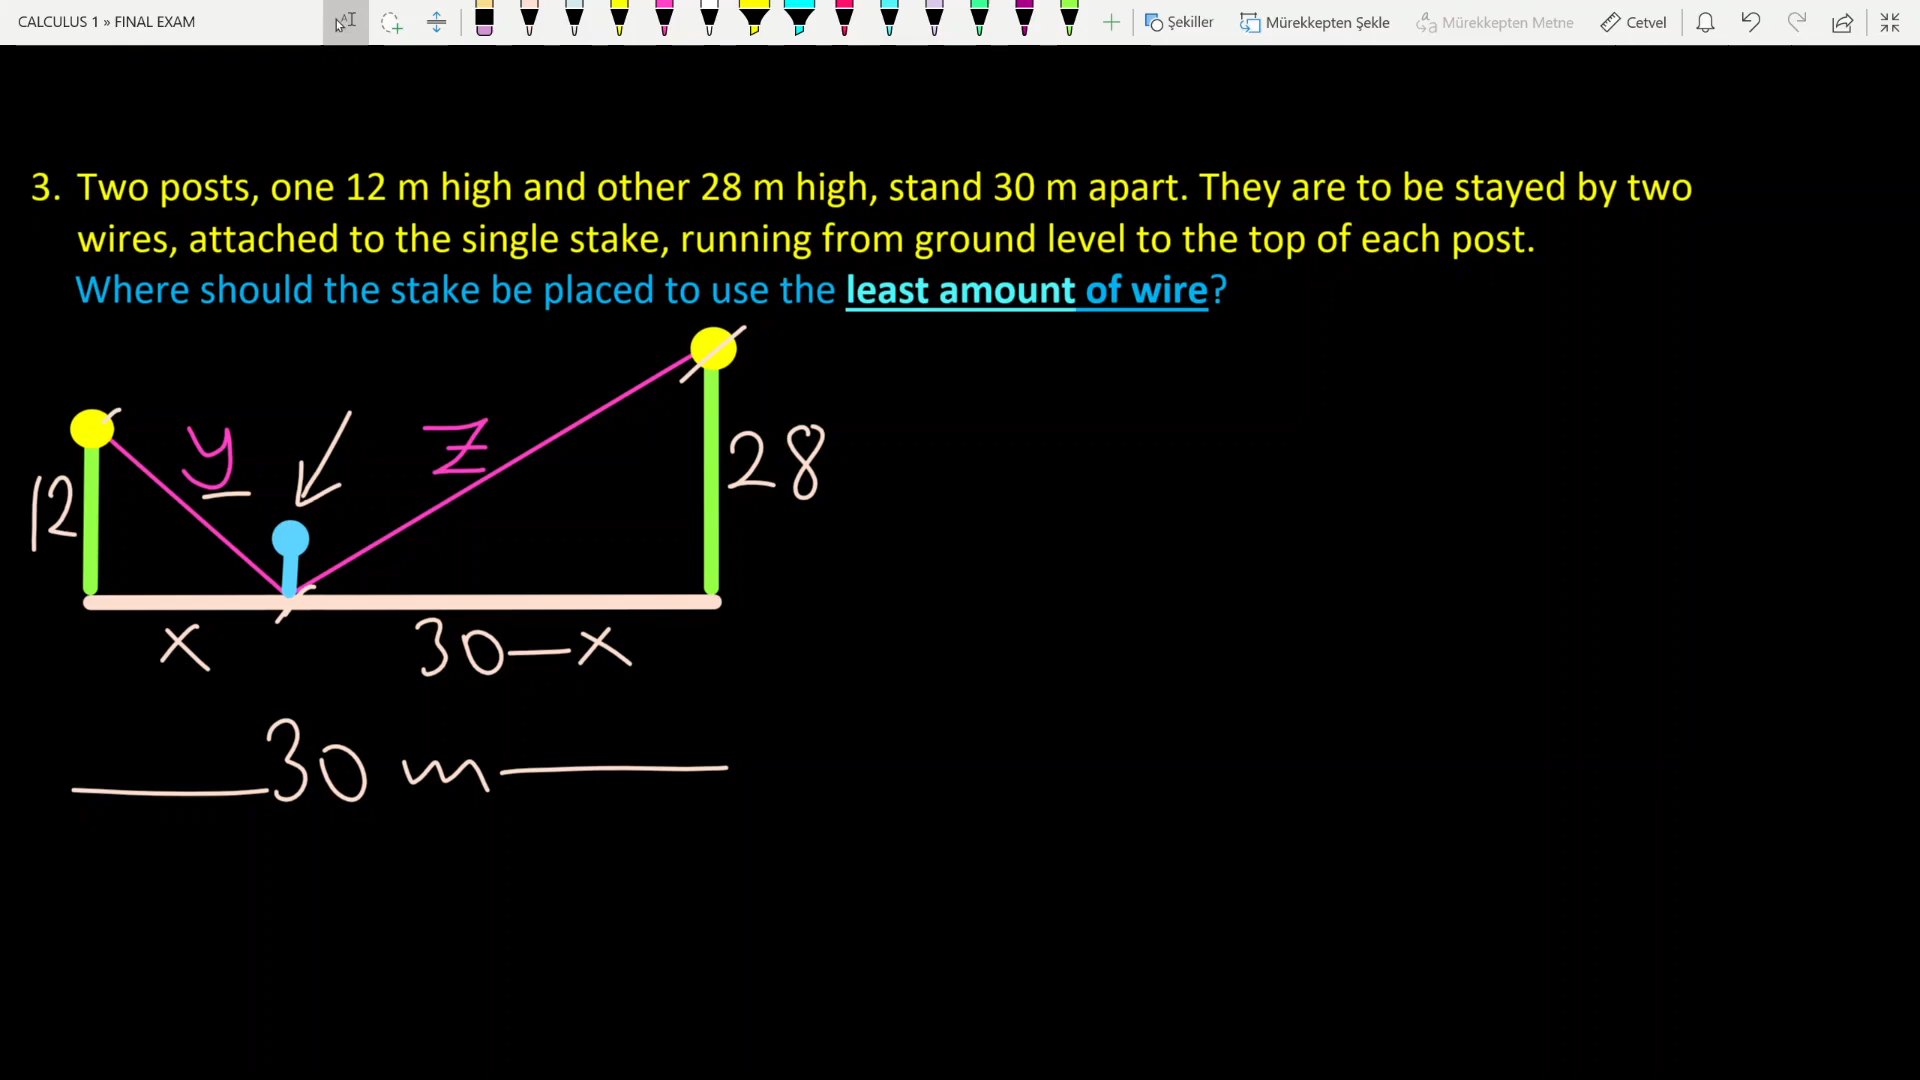 CALCULUS 1 » FINAL EXAM
Şekiller
Mürekkepten Şekle
Mürekkepten Metne
Cetvel
3. Two posts, one 12 m high and other 28 m high, stand 30 m apart. They are to be stayed by two
wires, attached to the single stake, running from ground level to the top of each post.
Where should the stake be placed to use the least amount of wire?
y
z
28
12
x
30-x
30 m